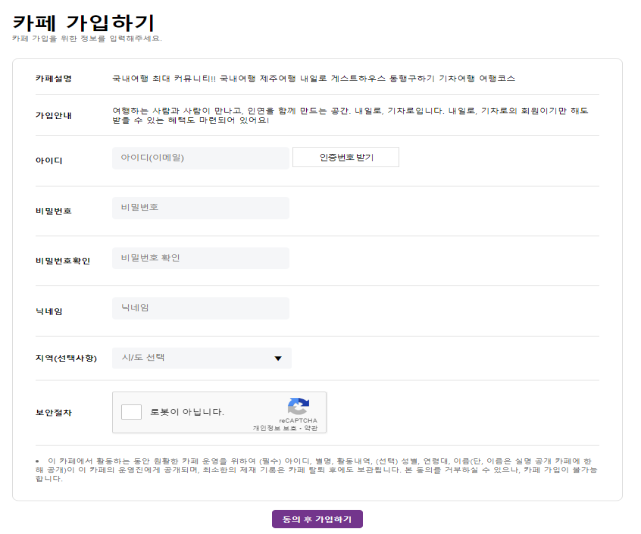 카페 가입하기
카페 가입을 위한 정보를 입력해주세요.
카페설명 국내여행 최대 커뮤니티!! 국내여행 제주여행 내일로 게스트하우스 동행구하기 기자여행 여행코스
가입안내 여행하는 사람과 사람이 만나고, 인연을 함께 만드는 공간. 내일로, 기자로입니다. 내일로, 기자로의 회원이기만 해도
받을 수 있는 혜택도 마련되어 있어요!
아이디 아이디(이메일) 인증번호 받기
비밀번호 비밀번호
비밀번호확인 비밀번호 확인
닉네임 닉네임
지역(선택사항) 시/도 선택
보안절차 로봇이 아닙니다.
reCAPTCHA
개인정보 보호 - 약관
• 이 카페에서 활동하는 동안 원활한 카페 운영을 위하여 (필수) 아이디, 별명, 활동내역, (선택) 성별, 연령대, 이름(단, 이름은 실명 공개 카페에 한
해 공개)이 이 카페의 운영진에게 공개되며, 최소한의 제재 기록은 카페 탈퇴 후에도 보관됩니다. 본 동의를 거부하실 수 있으나, 카페 가입이 불가능
합니다.
동의 후 가입하기